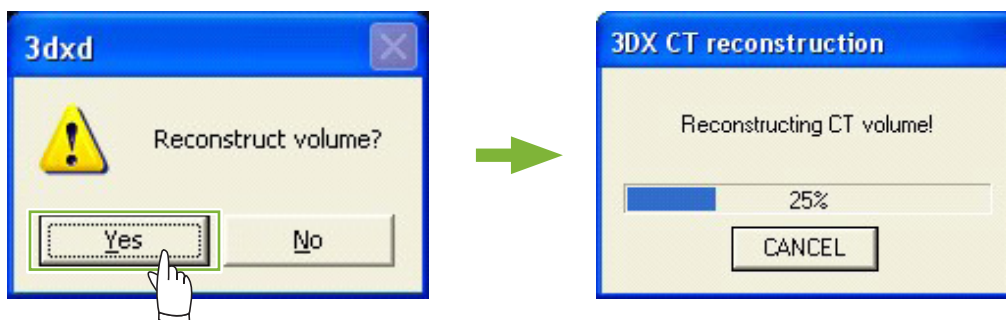 3dxd
Reconstruct volume?
Yes
No
3DX CT reconstruction
Reconstructing CT volume!
25%
CANCEL